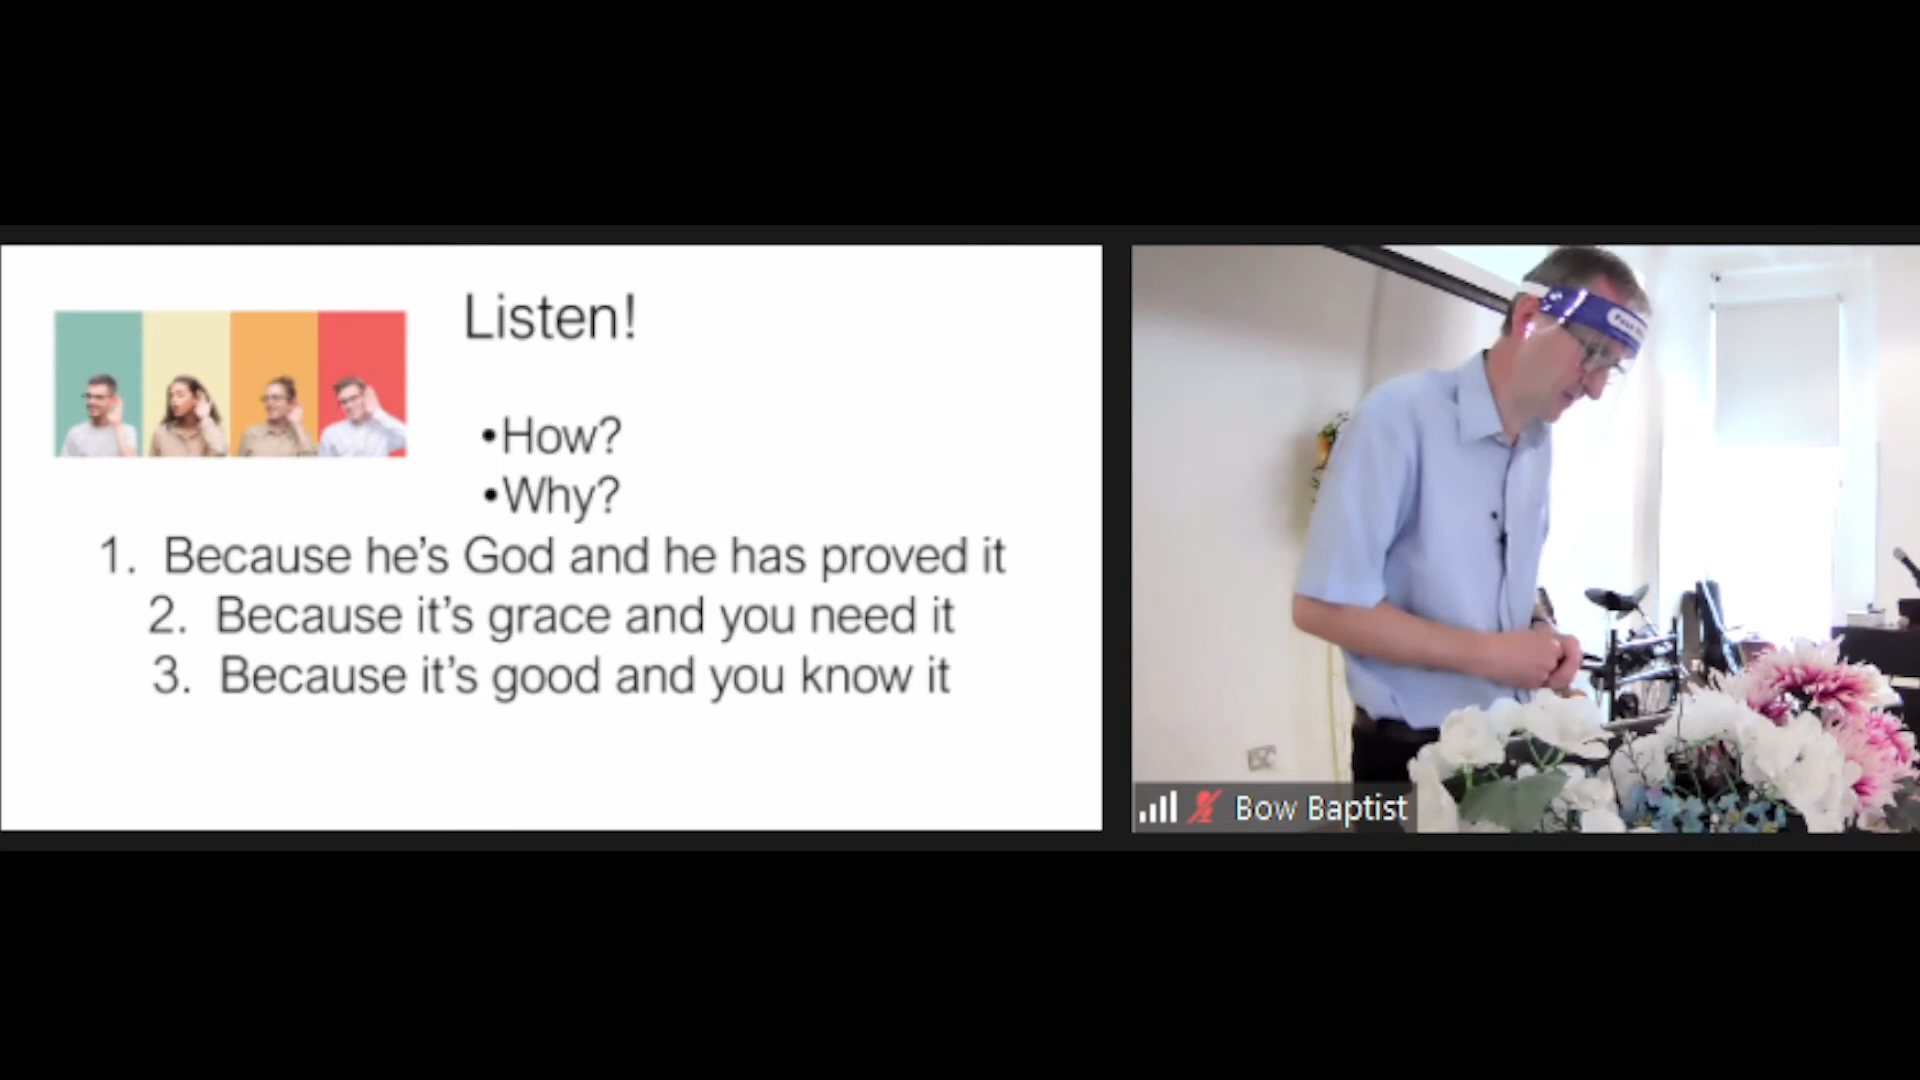 Listen!
•How?
•Why?
1. Because he's God and he has proved it
2. Because it's grace and you need it
3. Because it's good and you know it
Bow Baptist